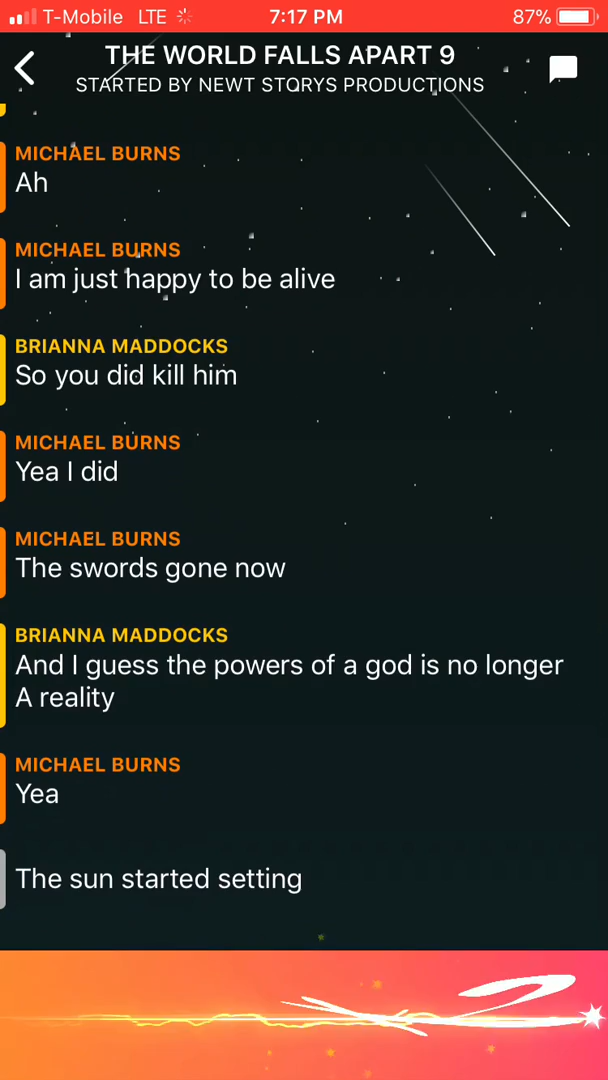 T-Mobile LTE 7:17 PM 87%
THE WORLD FALLS APART 9
STARTED BY NEWT STORYS PRODUCTIONS
MICHAEL BURNS
Ah
MICHAEL BURNS
I am just happy to be alive
BRIANNA MADDOCKS
So you did kill him
MICHAEL BURNS
Yea I did
MICHAEL BURNS
The swords gone now
BRIANNA MADDOCKS
And I guess the powers of a god is no longer
A reality
MICHAEL BURNS
Yea
The sun started setting